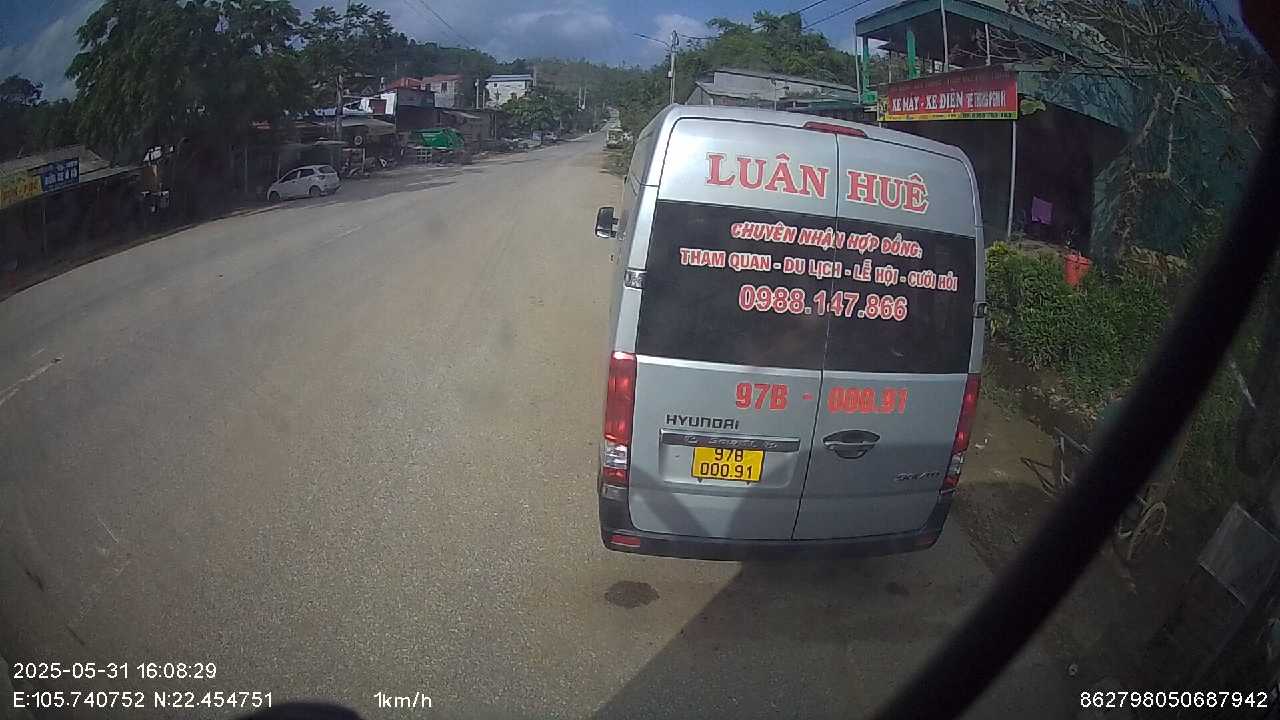 XE MÁY - XE ĐIỆN
LUÂN HUÊ
CHUYÊN NHẬN HỢP ĐỒNG:
THAM QUAN - DU LỊCH - LỄ HỘI - CƯỚI HỎI
0988.147.866
97B - 000.91
HYUNDAI
97B
000.91
2025-05-31 16:08:29
E:105.740752 N:22.454751
1km/h
862798050687942